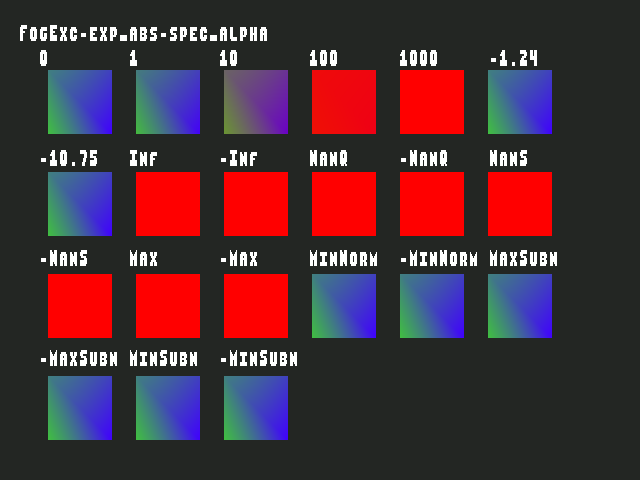 FogExc-exp_abs-spec_alpha
0 1 10 100 1000 -1.24
-10.75 Inf -Inf NanQ -NanQ NanS
-NanS Max -Max MinNorm -MinNorm MaxSubN
-MaxSubN MinSubN -MinSubN